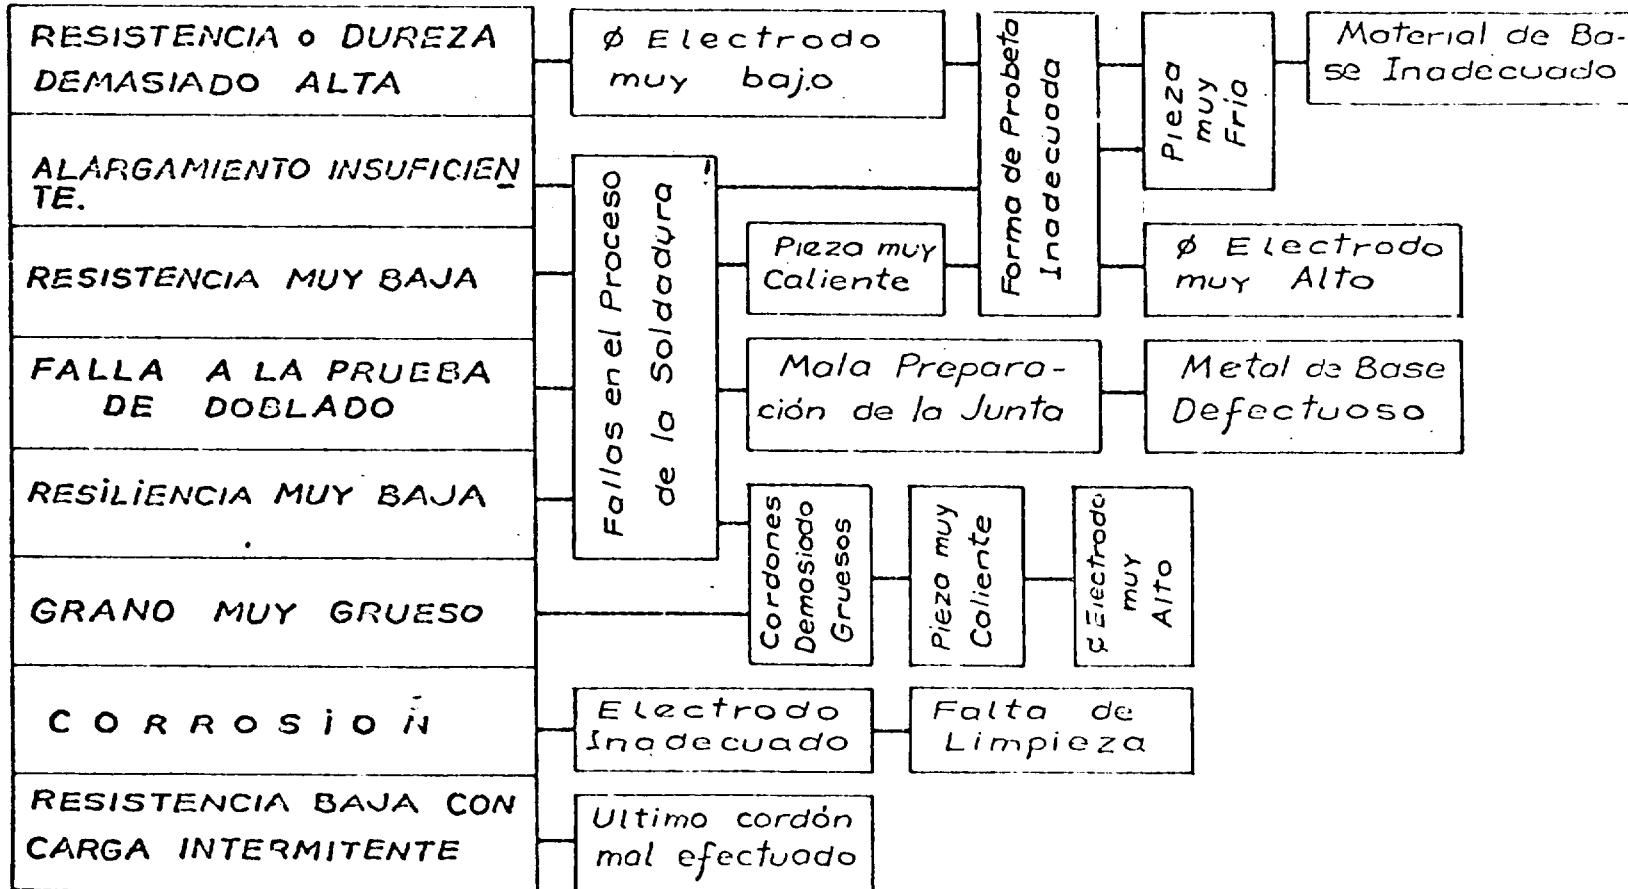 RESISTENCIA o DUREZA
DEMASIADO ALTA
ALARGAMIENTO INSUFICIEN
TE.
RESISTENCIA MUY BAJA
FALLA A LA PRUEBA
DE DOBLADO
RESILIENCIA MUY BAJA
GRANO MUY GRUESO
CORROSION
RESISTENCIA BAJA CON
CARGA INTERMITENTE
ϕ Electrodo
muy bajo
Fallas en el Proceso
de la Soldadura
Forma de Probeta
Inadecuada
Pieza
muy
Fria
Material de Ba-
se Inadecuado
Pieza muy
Caliente
ϕ Electrodo
muy Alto
Mala Prepara-
ción de la Junta
Metal de Base
Defectuoso
Cordones
Demasiado
Gruesos
Pieza muy
Caliente
ϕ Electrodo
muy
Alto
Electrodo
Inadecuado
Falta de
Limpieza
Ultimo cordón
mal efectuado